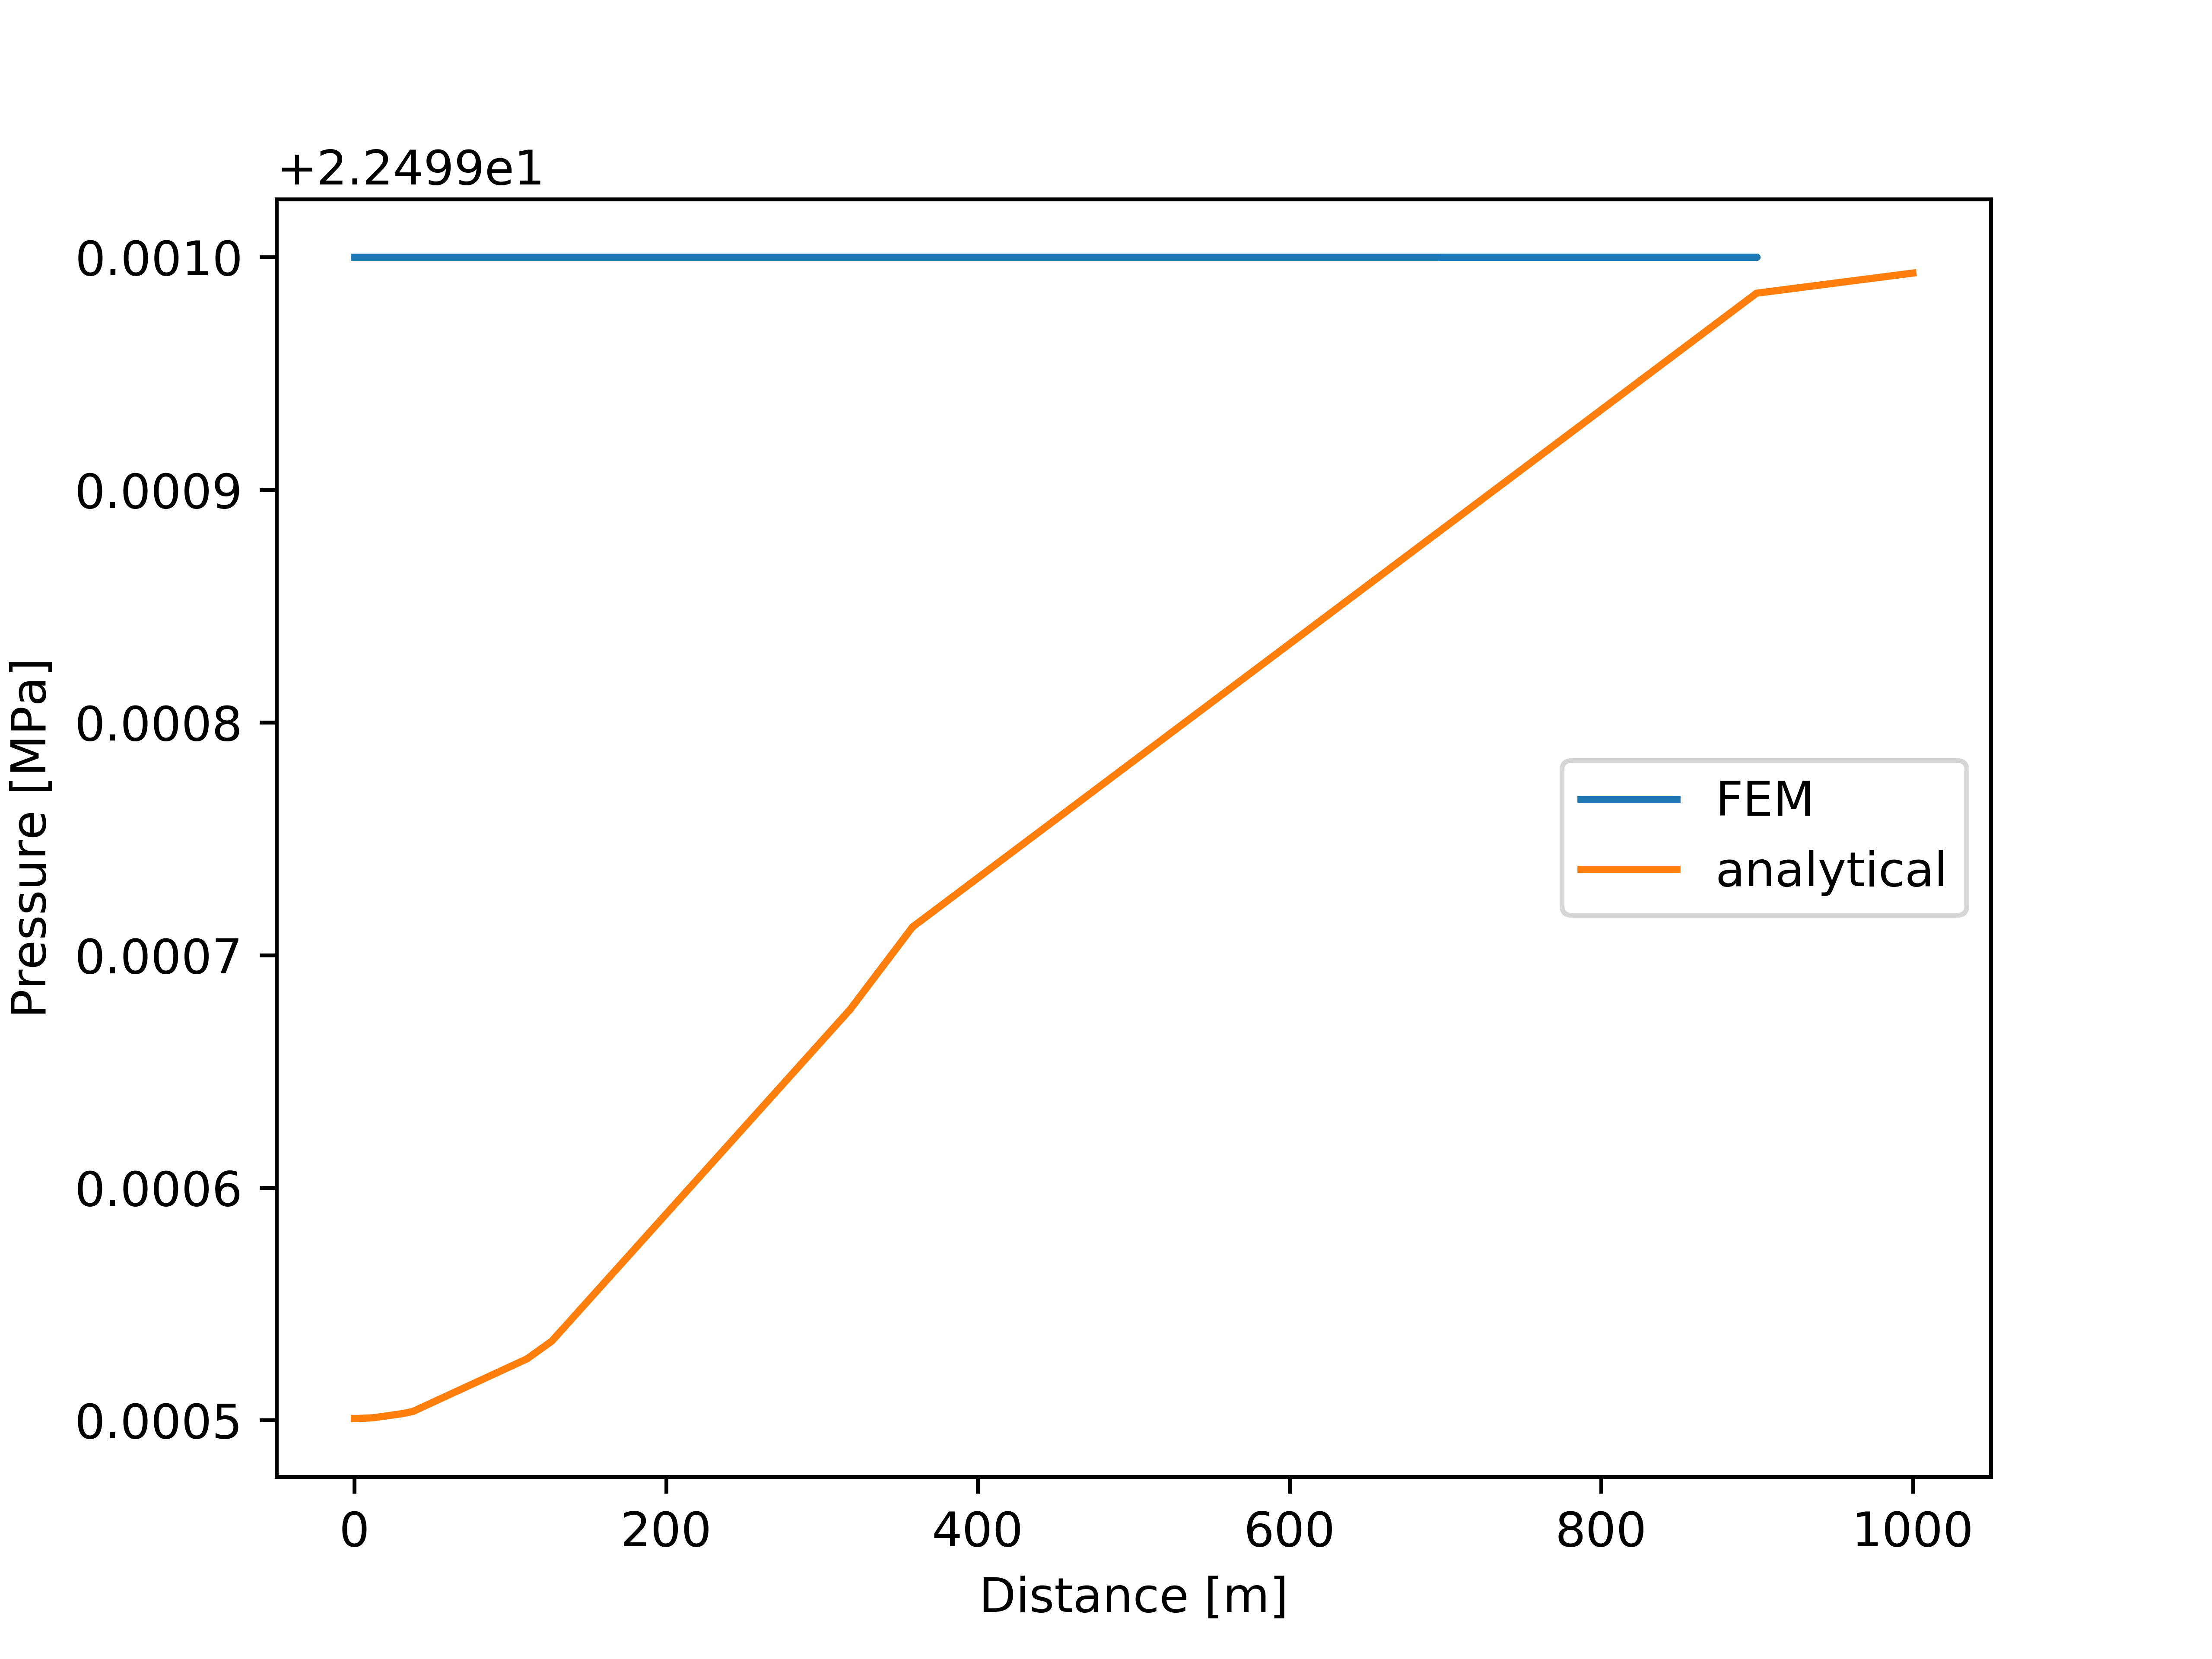 +2.2499e1
0.0010
0.0009
0.0008
0.0007
0.0006
0.0005
Pressure [MPa]
FEM
analytical
0 200 400 600 800 1000
Distance [m]